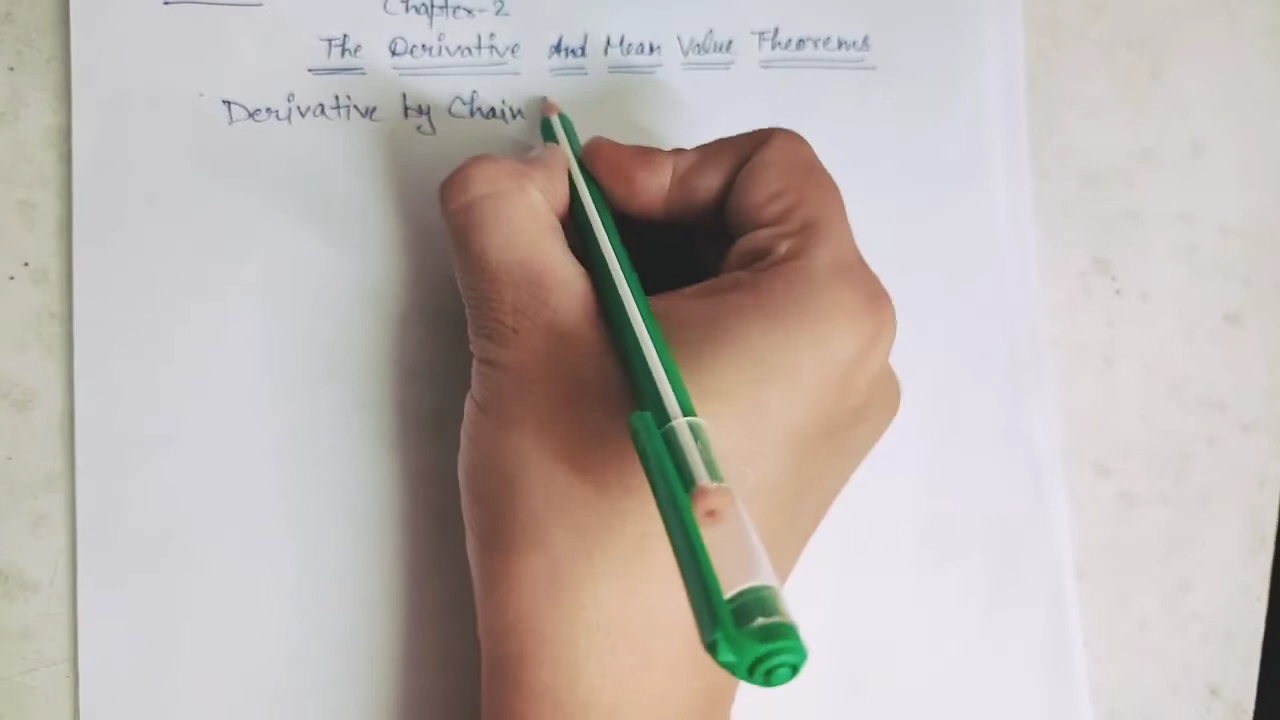 Chapter-2
The Derivative And Mean Value Theorems
Derivative by Chain